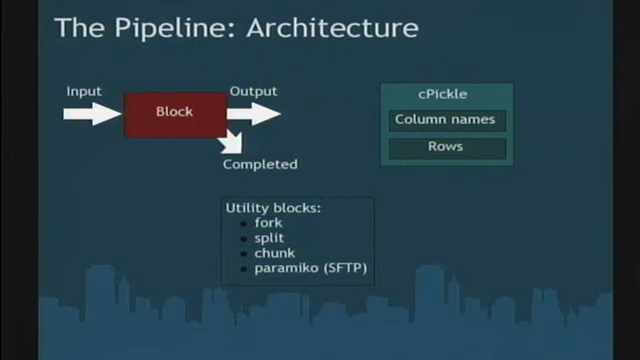 The Pipeline: Architecture
Input
Block
Output
Completed
cPickle
Column names
Rows
Utility blocks:
fork
split
chunk
paramiko (SFTP)